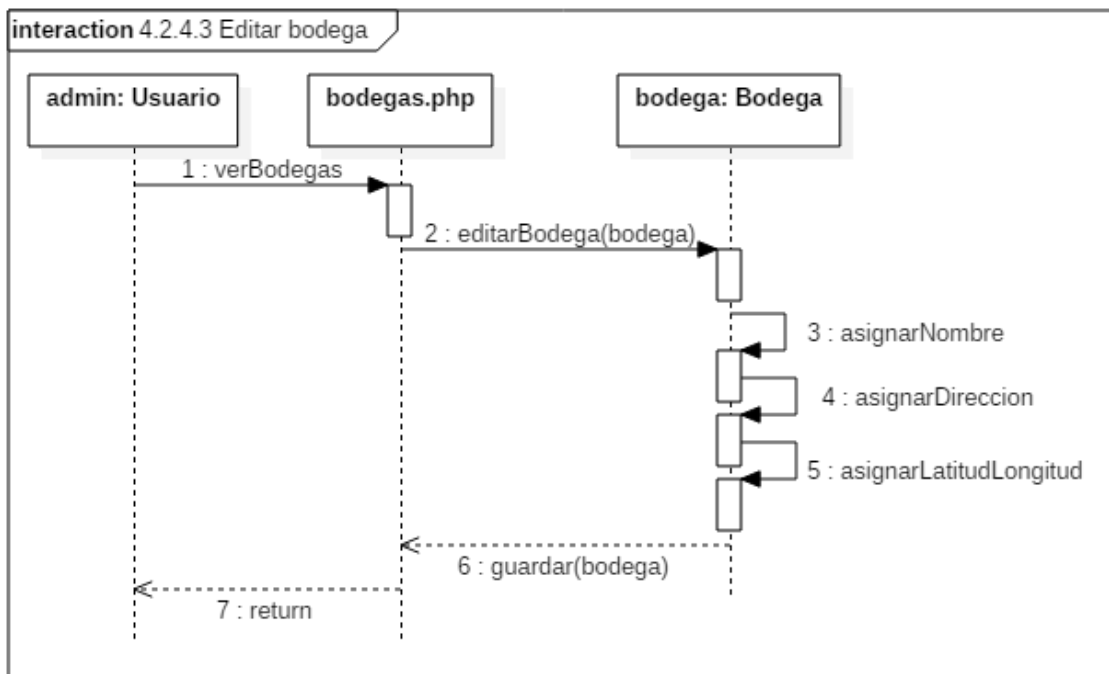 interaction 4.2.4.3 Editar bodega
admin: Usuario
bodegas.php
bodega: Bodega
1 : verBodegas
2 : editarBodega(bodega)
3 : asignarNombre
4 : asignarDireccion
5 : asignarLatitudLongitud
6 : guardar(bodega)
7 : return